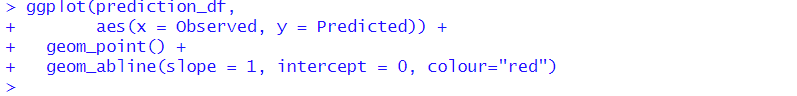 > ggplot(prediction_df,
+        aes(x = Observed, y = Predicted)) +
+   geom_point() +
+   geom_abline(slope = 1, intercept = 0, colour="red")
>